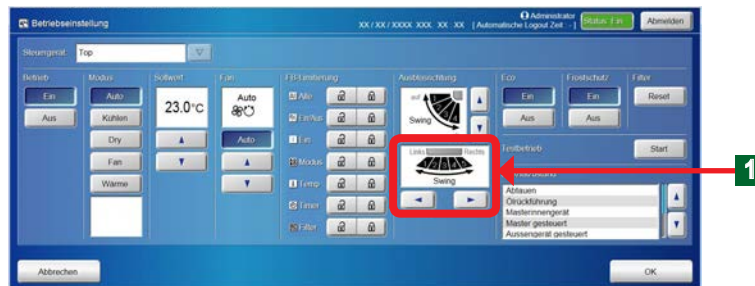 Betriebseinstellung
XX / XX / XXXX XXX XX : XX [ Automatische Logout Zeit : - ]
Administrator
Status: Ein
Abmelden
Steuergerät: Top
Betrieb Modus Sollwert Fan FB-Limitierung Ausblasrichtung Eco Frostschutz Filter
Ein Auto 23.0°C Auto Alle auf Swing Ein Ein Reset
Aus Kühlen Ein/Aus Aus Aus
Dry Auto Ein Links Rechts Testbetrieb Start
Fan Modus Swing
Wärme Temp Abtauen
Timer Ölrückführung
Filter Masterinnengerät
Master gesteuert
Aussengerät gesteuert
Abbrechen OK
1